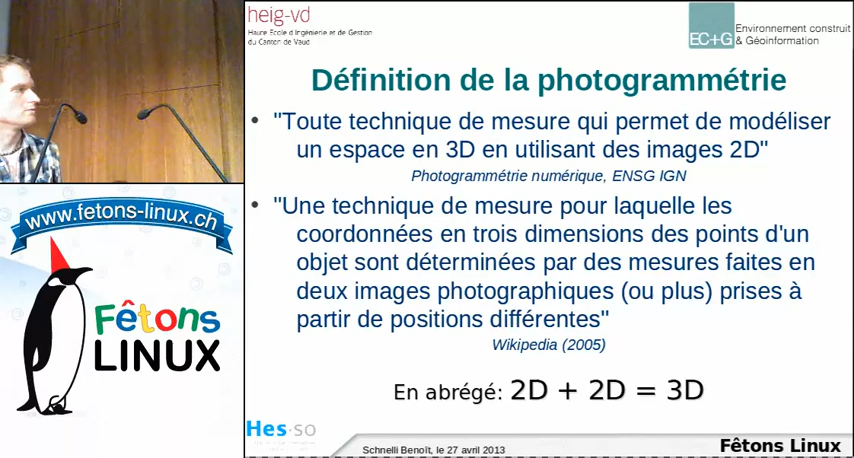 heig-vd
Haute Ecole d'Ingénierie et de Gestion
du Canton de Vaud
EC+G
Environnement construit
& Géoinformation
Définition de la photogrammétrie
• "Toute technique de mesure qui permet de modéliser
un espace en 3D en utilisant des images 2D"
Photogrammétrie numérique, ENSG IGN
• "Une technique de mesure pour laquelle les
coordonnées en trois dimensions des points d'un
objet sont déterminées par des mesures faites en
deux images photographiques (ou plus) prises à
partir de positions différentes"
Wikipedia (2005)
En abrégé: 2D + 2D = 3D
www.fetons-linux.ch
Fêtons
LINUX
Hes·so
Schnelli Benoît, le 27 avril 2013
Fêtons Linux